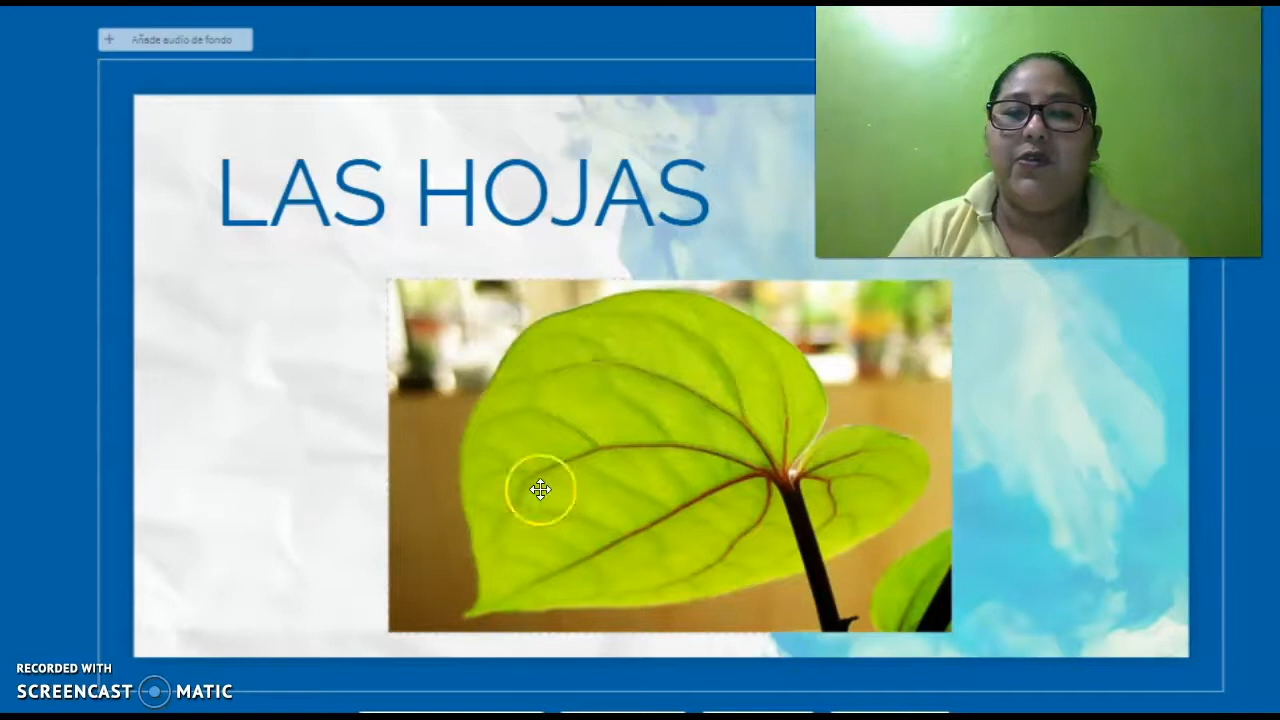 Añade audio de fondo
LAS HOJAS
RECORDED WITH
SCREENCAST MATIC